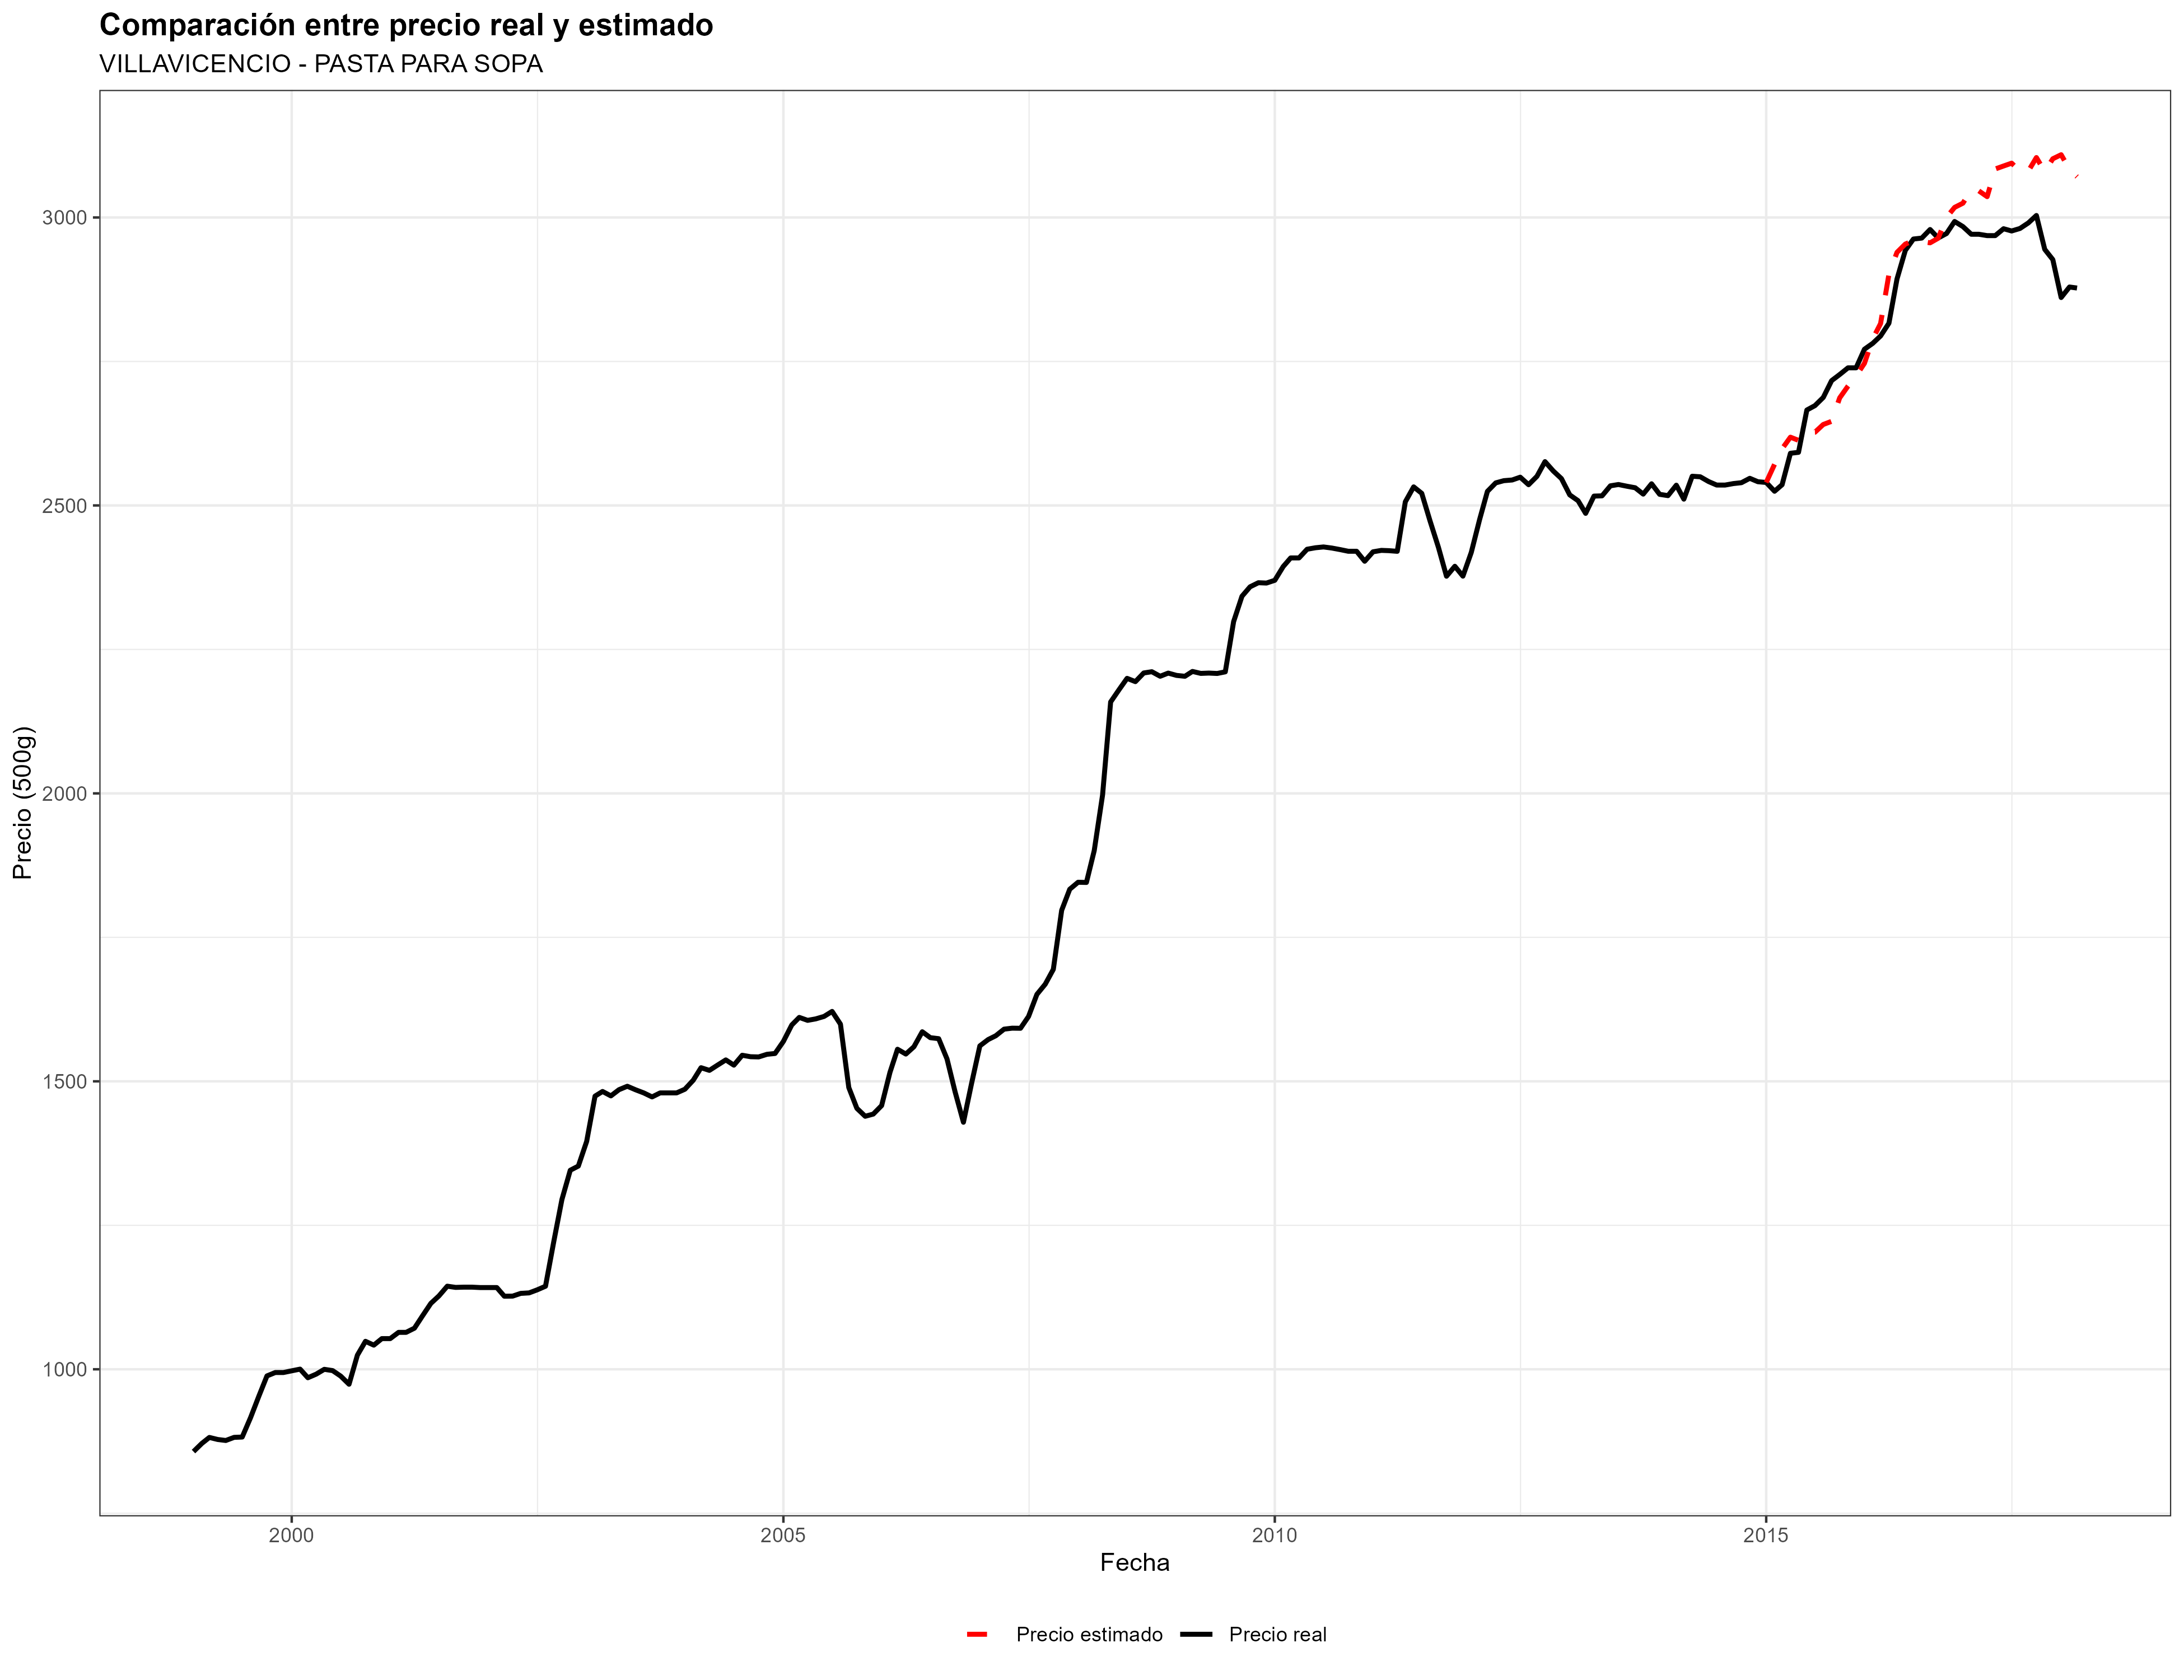 Comparación entre precio real y estimado
VILLAVICENCIO - PASTA PARA SOPA
Precio (500g)
3000
2500
2000
1500
1000
2000
2005
2010
2015
Fecha
Precio estimado
Precio real